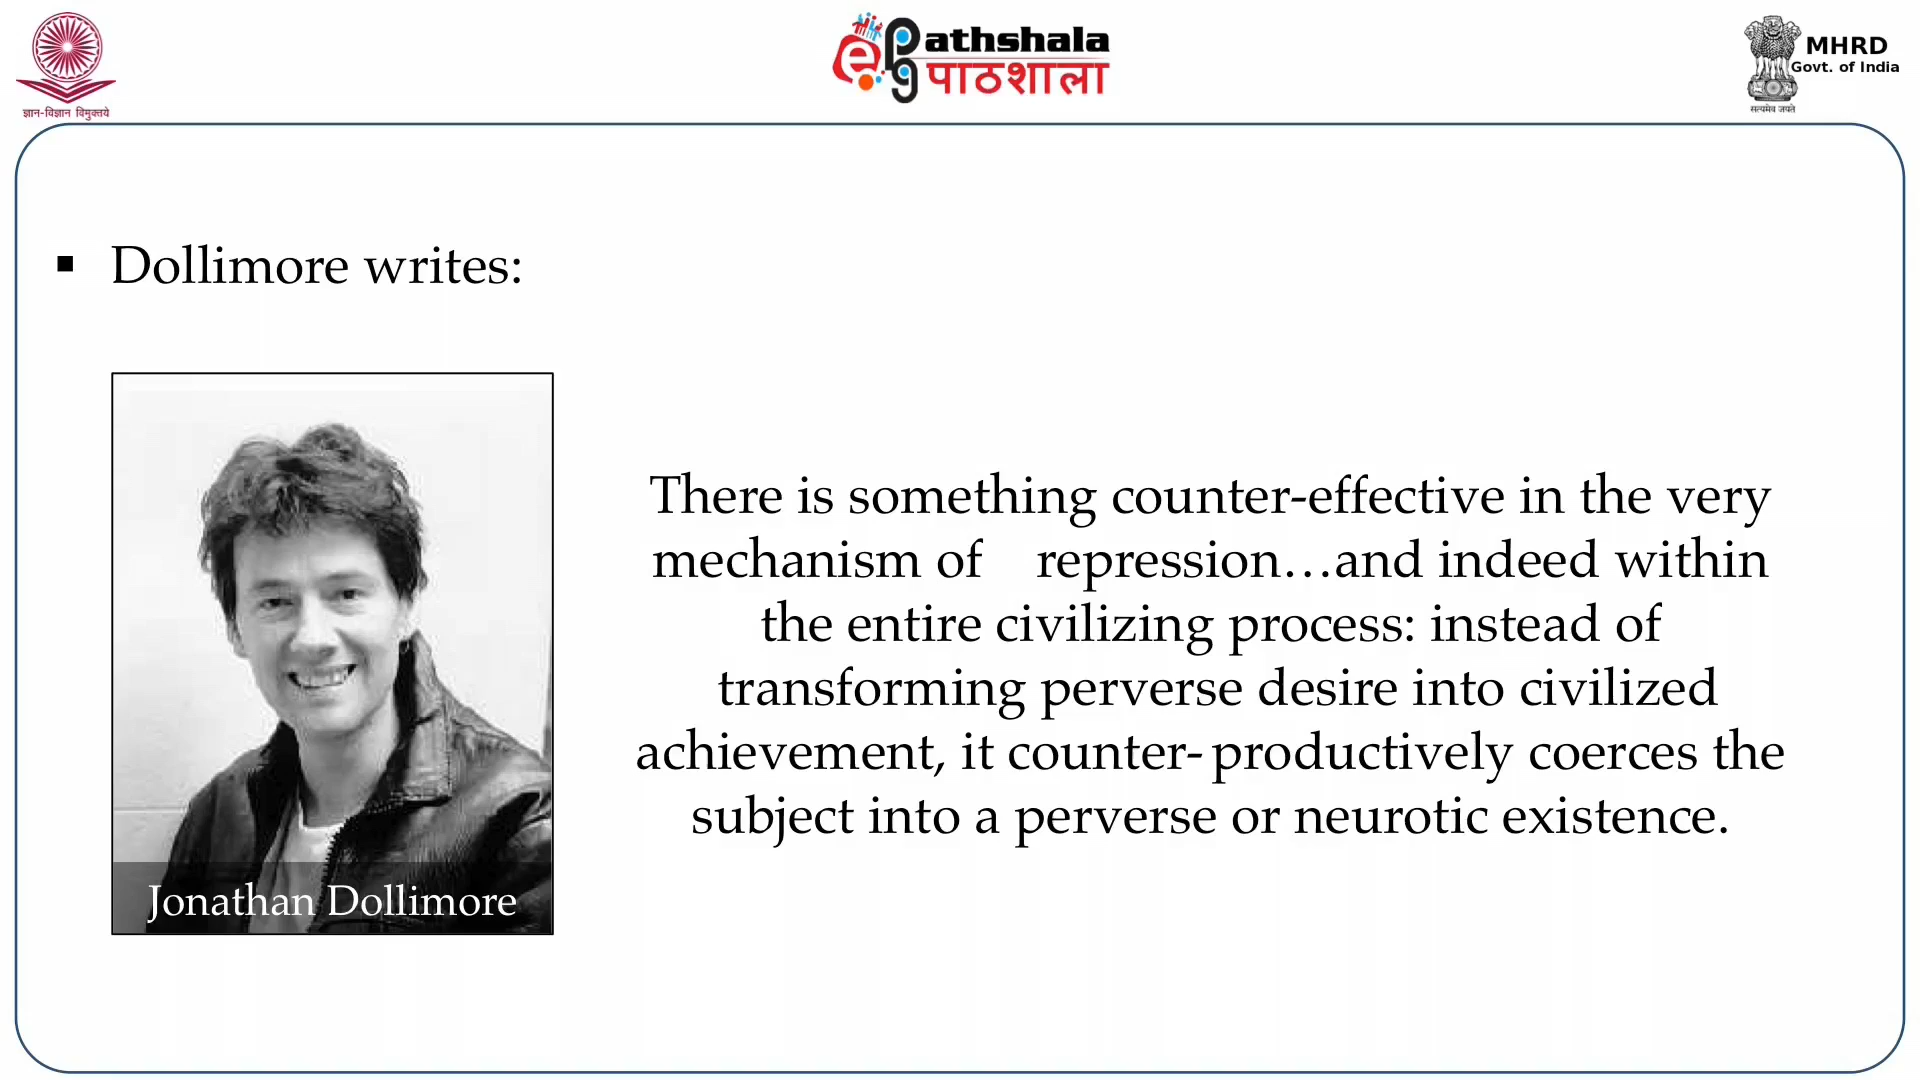 ज्ञान-विज्ञान विमुक्तये
e pg Pathshala
पाठशाला
MHRD
Govt. of India
सत्यमेव जयते
▪ Dollimore writes:
There is something counter-effective in the very
mechanism of repression…and indeed within
the entire civilizing process: instead of
transforming perverse desire into civilized
achievement, it counter-productively coerces the
subject into a perverse or neurotic existence.
Jonathan Dollimore